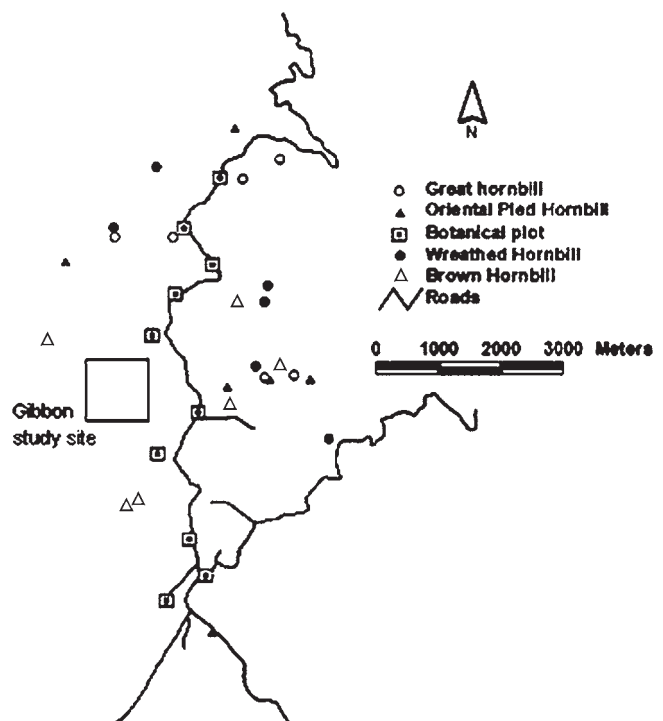 N
Great hornbill
Oriental Pied Hornbill
Botanical plot
Wreathed Hornbill
Brown Hornbill
Roads
0 1000 2000 3000 Meters
Gibbon
study site